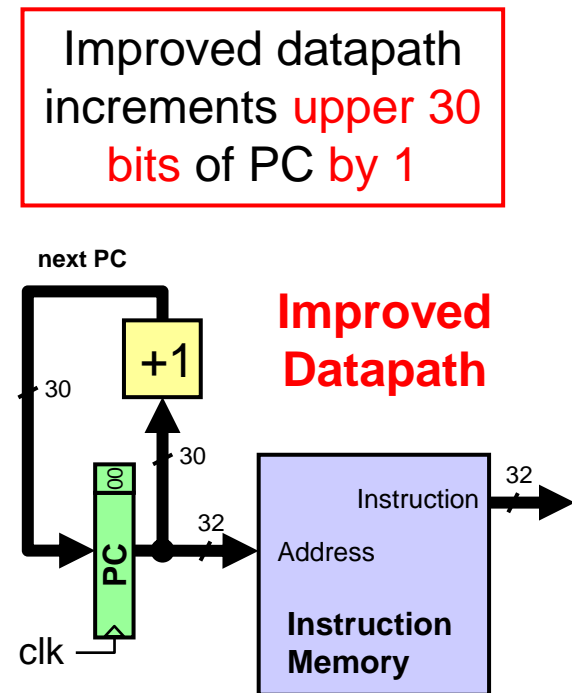 Improved datapath
increments upper 30
bits of PC by 1
next PC
Improved
Datapath
+1
30
30
00
PC
32
32
Instruction
Address
Instruction
Memory
clk